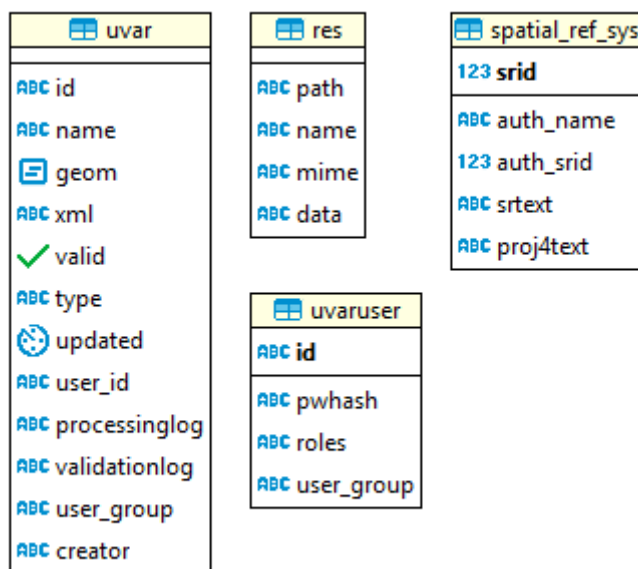 uvar
ABC id
ABC name
geom
ABC xml
valid
ABC type
updated
ABC user_id
ABC processinglog
ABC validationlog
ABC user_group
ABC creator
res
ABC path
ABC name
ABC mime
ABC data
uvaruser
ABC id
ABC pwhash
ABC roles
ABC user_group
spatial_ref_sys
123 srid
ABC auth_name
123 auth_srid
ABC srtext
ABC proj4text